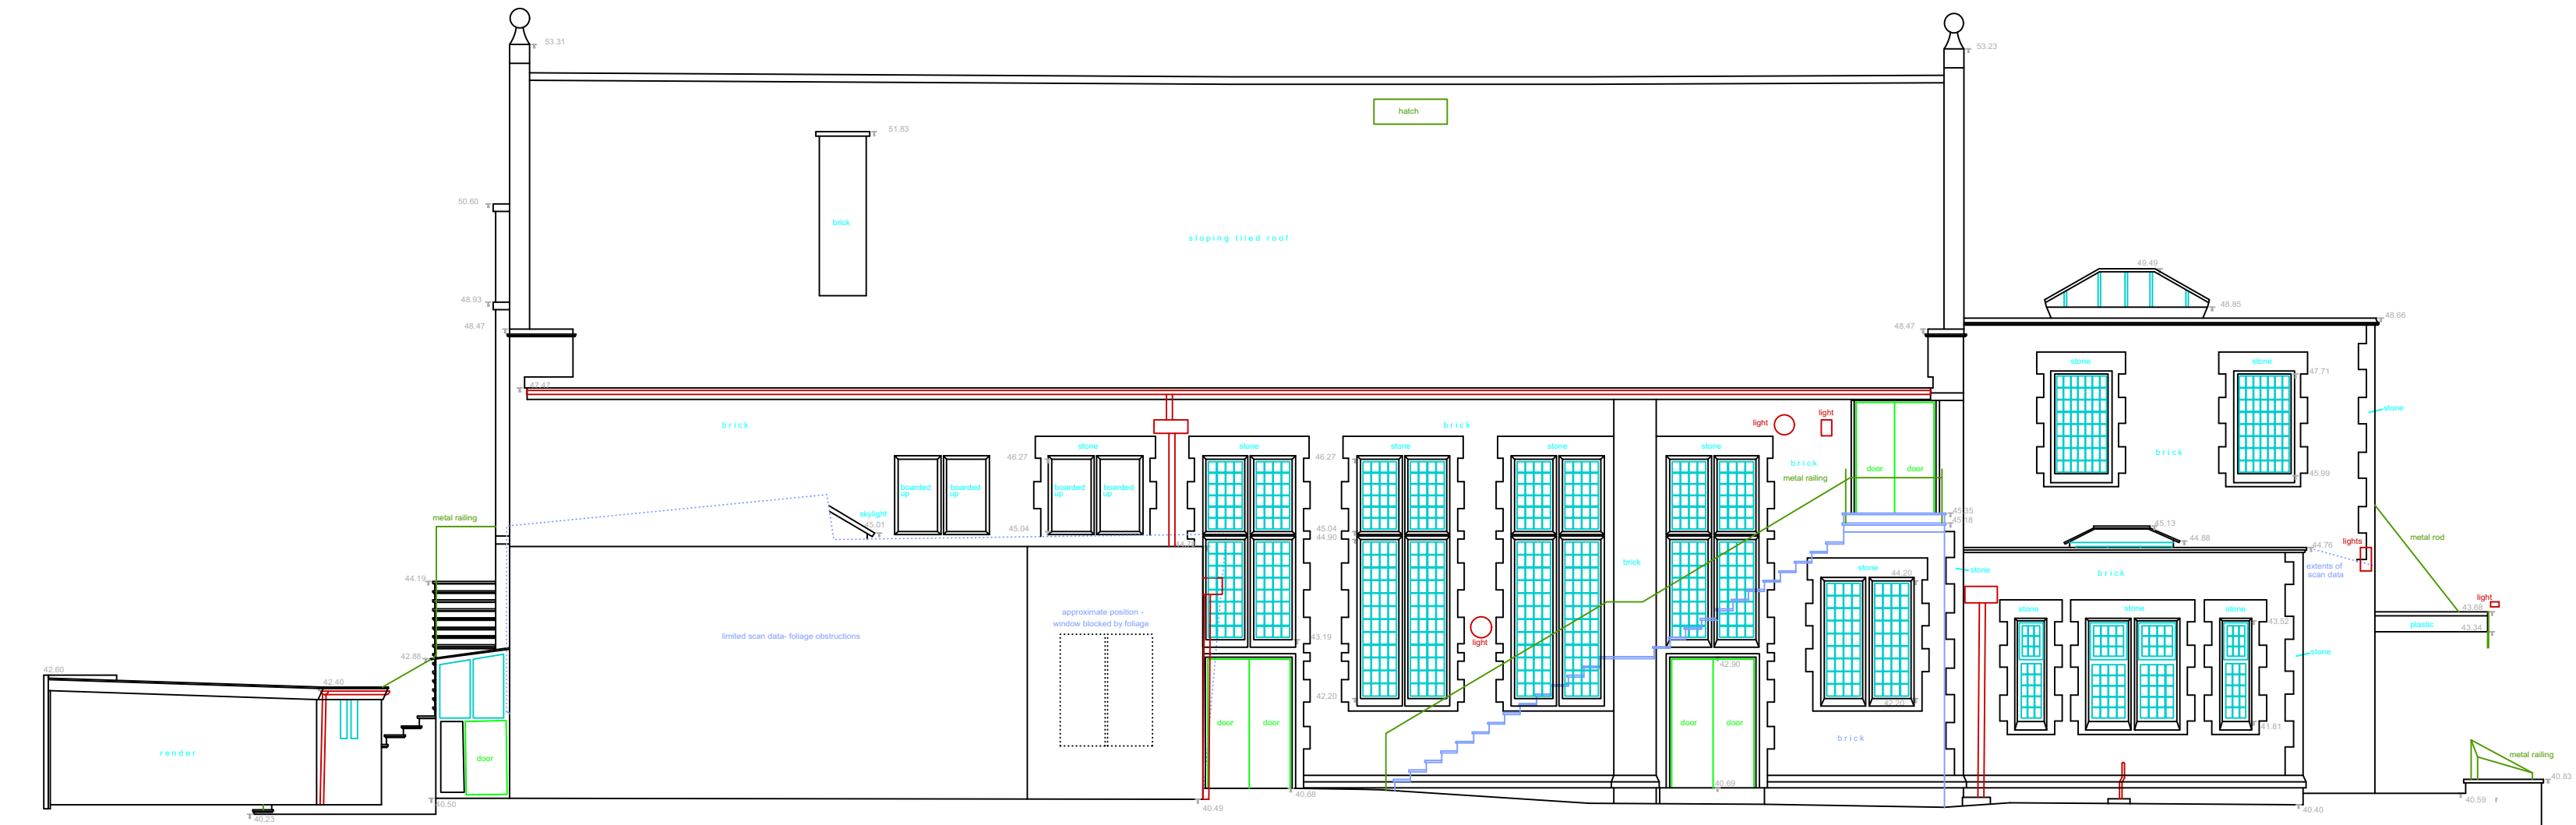 53.31
53.23
hatch
51.83
50.60
brick
sloping tiled roof
49.49
48.93
48.85
48.47
48.47
48.66
stone
stone
47.47
47.71
stone
light
light
brick
brick
stone
stone
stone
stone
stone
brick
46.27
46.27
brick
metal railing
door
door
boarded
up
boarded
up
boarded
up
boarded
up
45.99
skylight
45.01
45.04
45.04
44.90
45.35
45.18
45.13
44.88
44.76
metal railing
lights
metal rod
extents of
scan data
brick
stone
stone
44.20
brick
44.19
light
43.68
stone
stone
stone
43.52
plastic
43.34
approximate position -
window blocked by foliage
limited scan data- foliage obstructions
43.19
light
stone
42.88
42.90
42.60
42.40
42.20
42.20
door
door
door
door
41.81
brick
render
door
metal railing
40.83
40.69
40.68
40.59
40.50
40.49
40.40
40.23